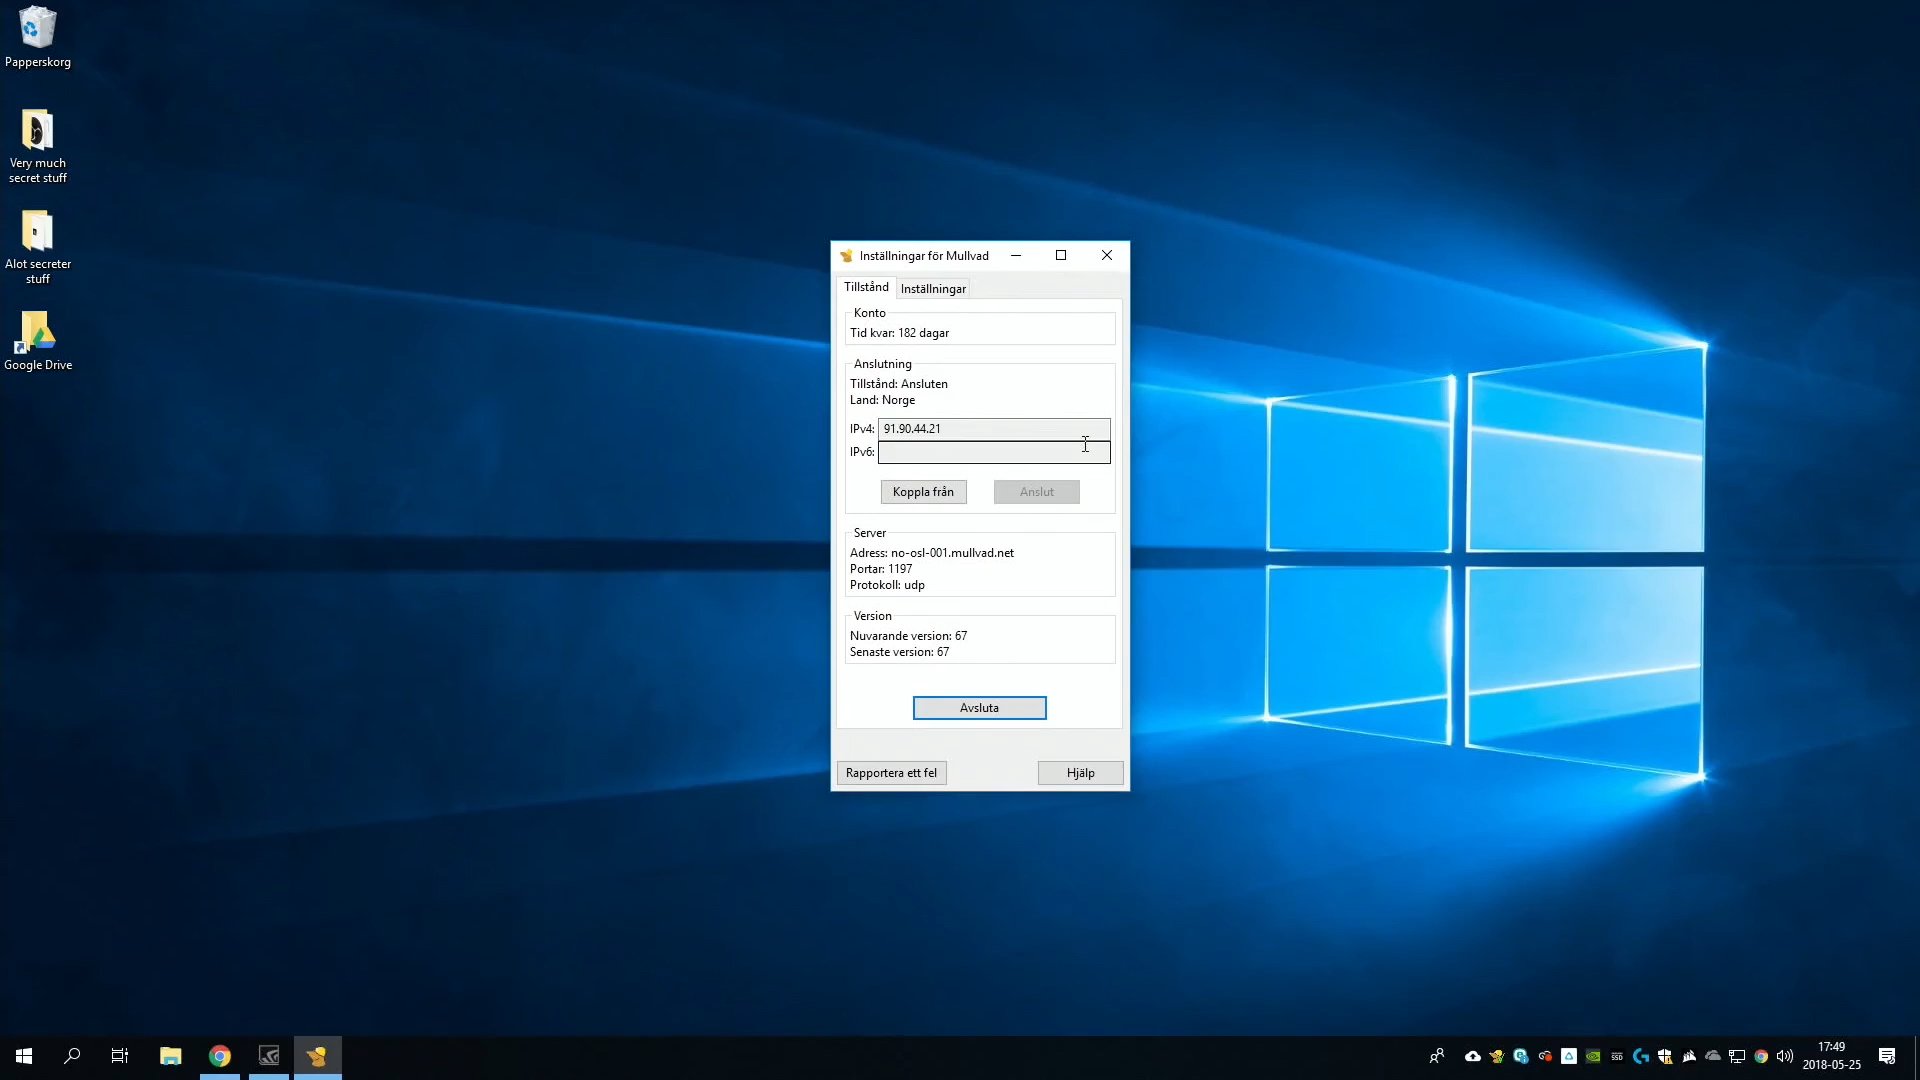 Papperskorg
Very much
secret stuff
Alot secreter
stuff
Google Drive
Inställningar för Mullvad
Tillstånd
Inställningar
Konto
Tid kvar: 182 dagar
Anslutning
Tillstånd: Ansluten
Land: Norge
IPv4: 91.90.44.21
IPv6:
Koppla från
Anslut
Server
Adress: no-osl-001.mullvad.net
Portar: 1197
Protokoll: udp
Version
Nuvarande version: 67
Senaste version: 67
Avsluta
Rapportera ett fel
Hjälp
SSD
17:49
2018-05-25